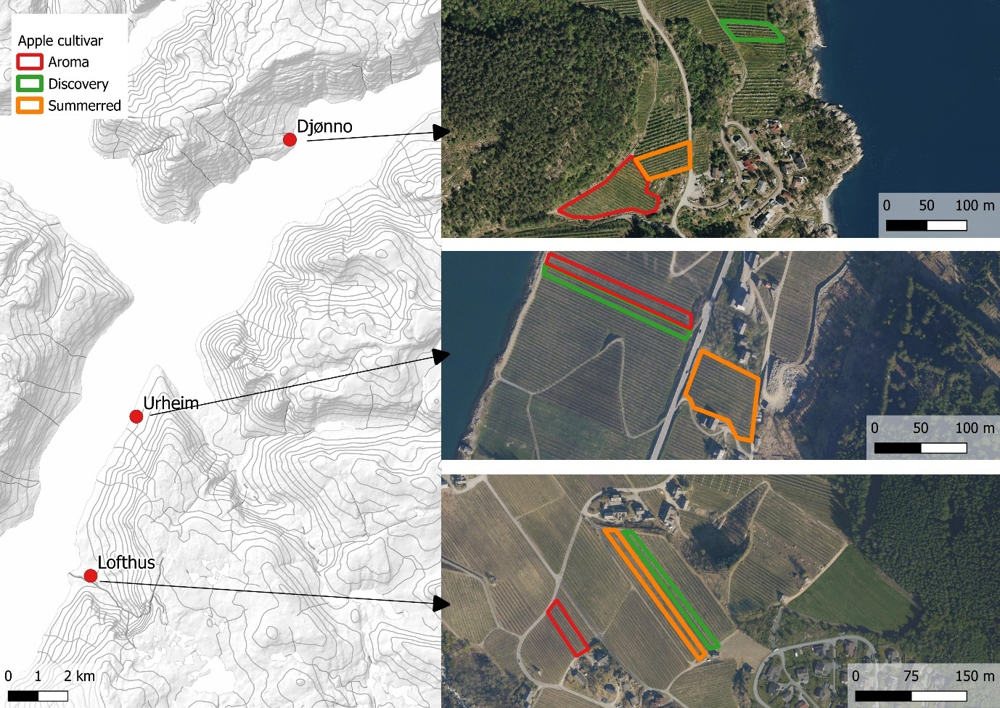 Apple cultivar
Aroma
Discovery
Summerred
Djønno
Urheim
Lofthus
0 1 2 km
0 50 100 m
0 50 100 m
0 75 150 m